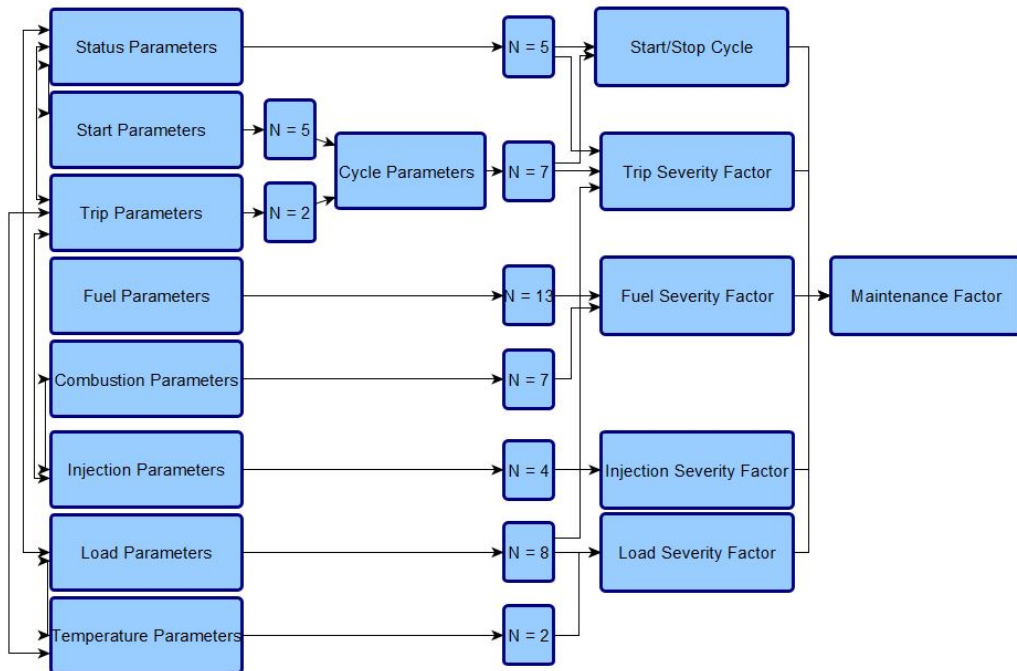 Status Parameters
N = 5
Start/Stop Cycle
Start Parameters
N = 5
Cycle Parameters
N = 7
Trip Severity Factor
Trip Parameters
N = 2
Fuel Parameters
N = 13
Fuel Severity Factor
Maintenance Factor
Combustion Parameters
N = 7
Injection Parameters
N = 4
Injection Severity Factor
Load Parameters
N = 8
Load Severity Factor
Temperature Parameters
N = 2